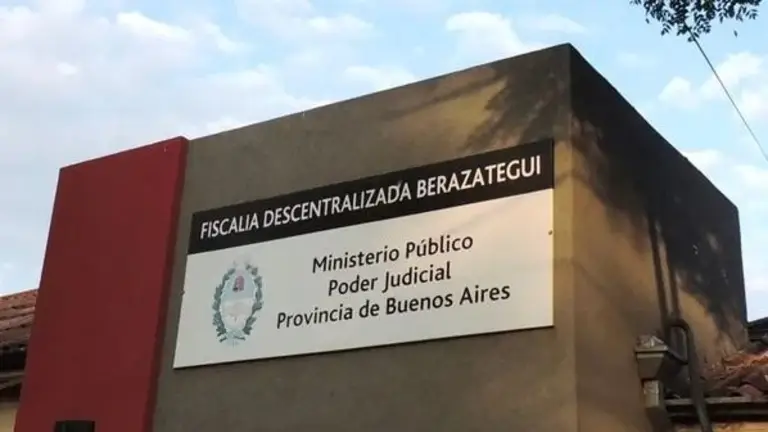 FISCALIA DESCENTRALIZADA BERAZATEGUI
Ministerio Público
Poder Judicial
Provincia de Buenos Aires